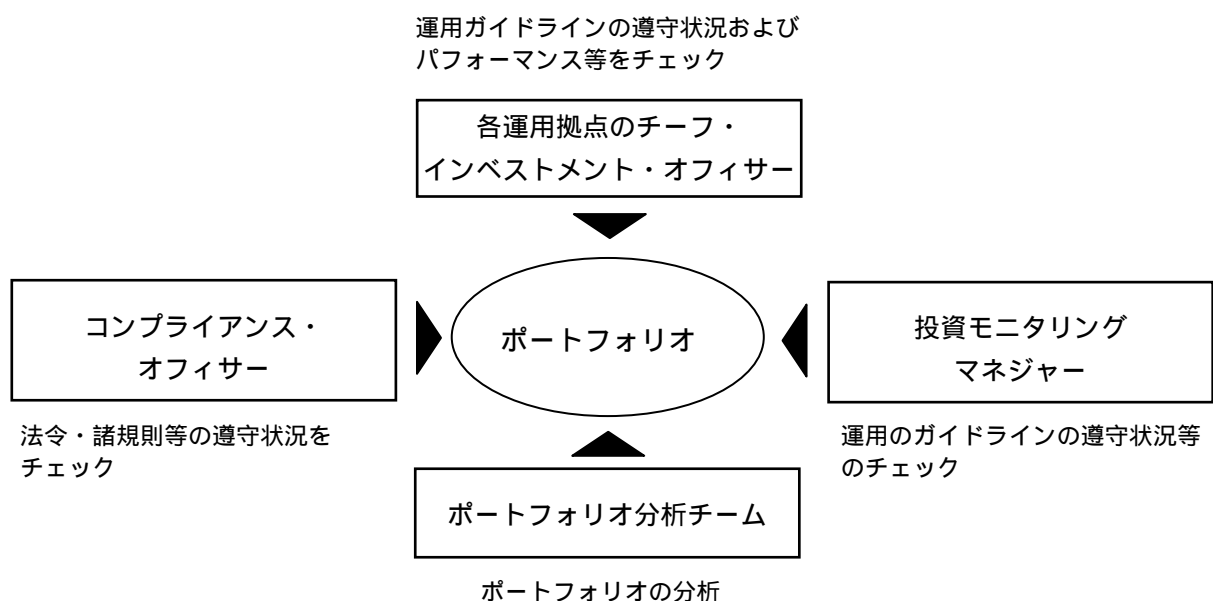 運用ガイドラインの遵守状況および
パフォーマンス等をチェック
各運用拠点のチーフ・
インベストメント・オフィサー
コンプライアンス・
オフィサー
法令・諸規則等の遵守状況を
チェック
ポートフォリオ
投資モニタリング
マネジャー
運用のガイドラインの遵守状況等
のチェック
ポートフォリオ分析チーム
ポートフォリオの分析